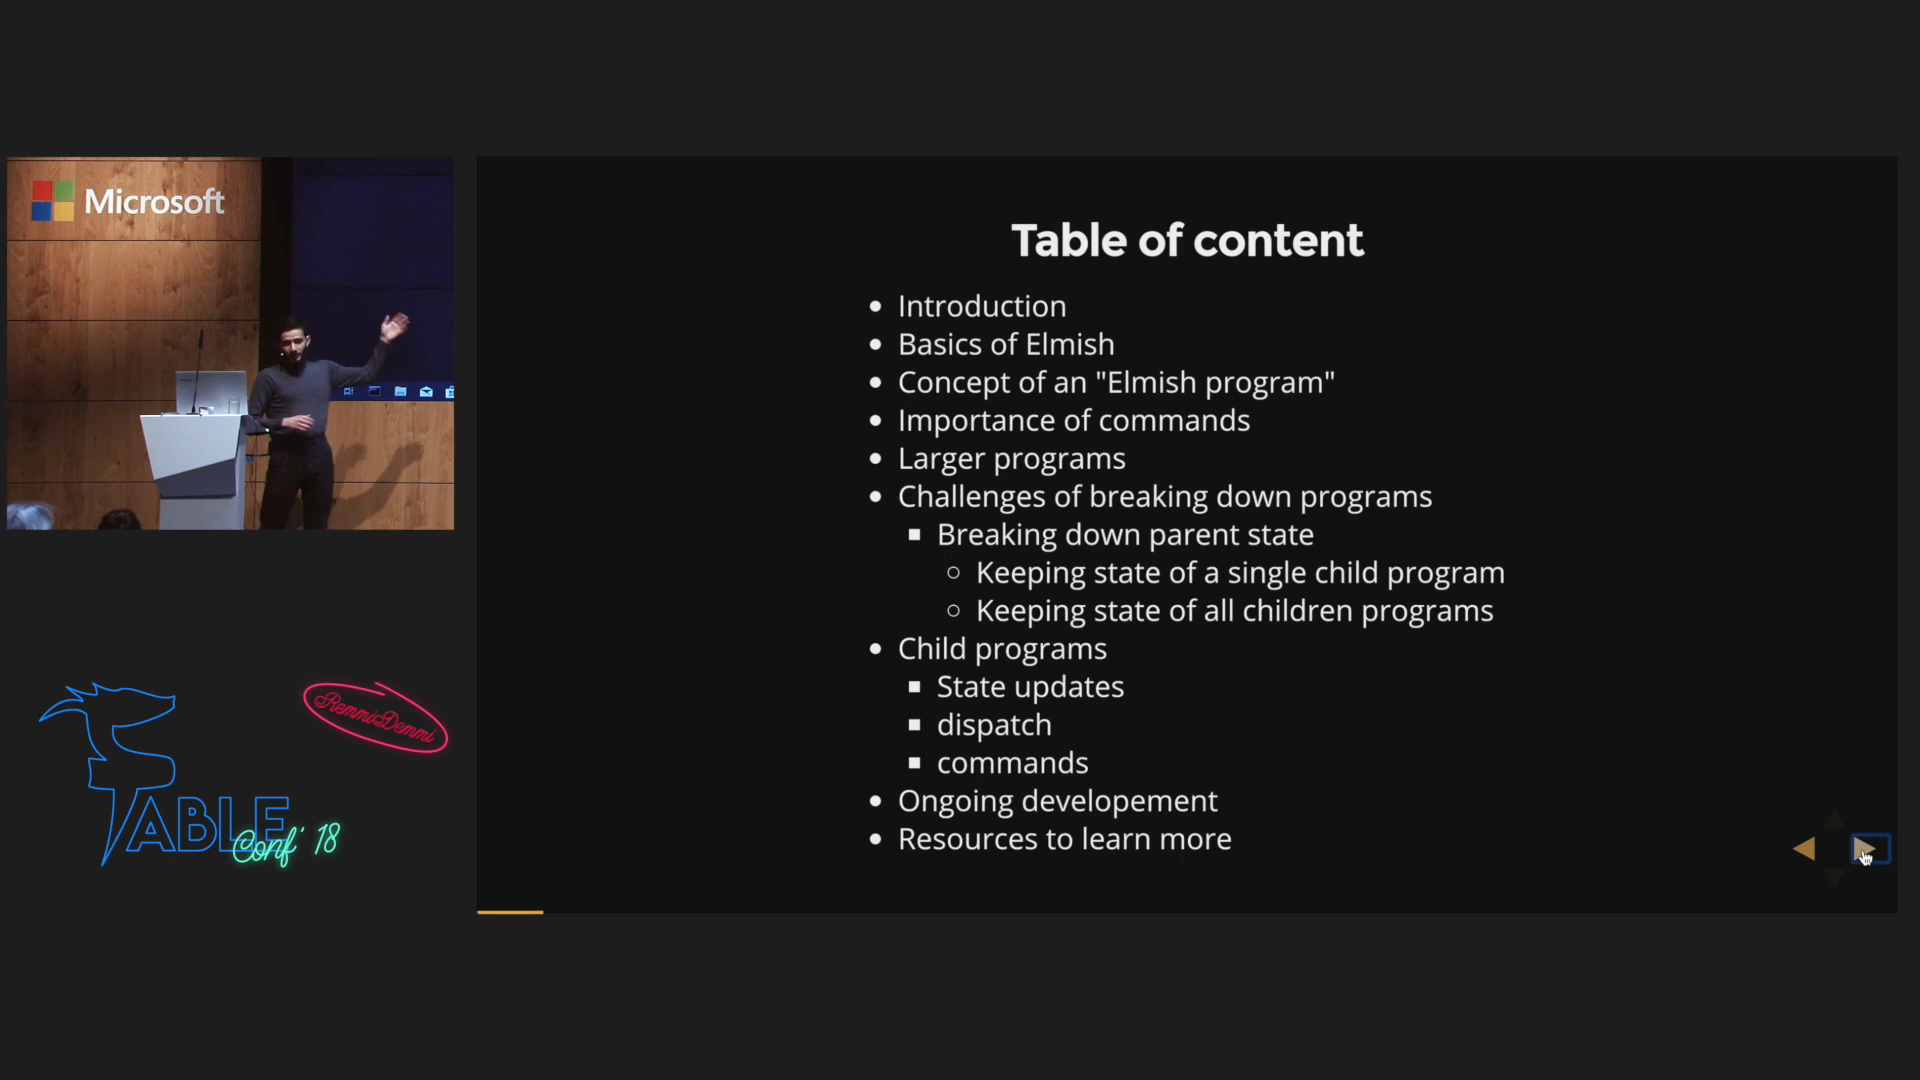 Microsoft
Table of content
Introduction
Basics of Elmish
Concept of an "Elmish program"
Importance of commands
Larger programs
Challenges of breaking down programs
Breaking down parent state
Keeping state of a single child program
Keeping state of all children programs
Child programs
State updates
dispatch
commands
Ongoing developement
Resources to learn more
RemmiDemmi
FABLE
Conf' 18